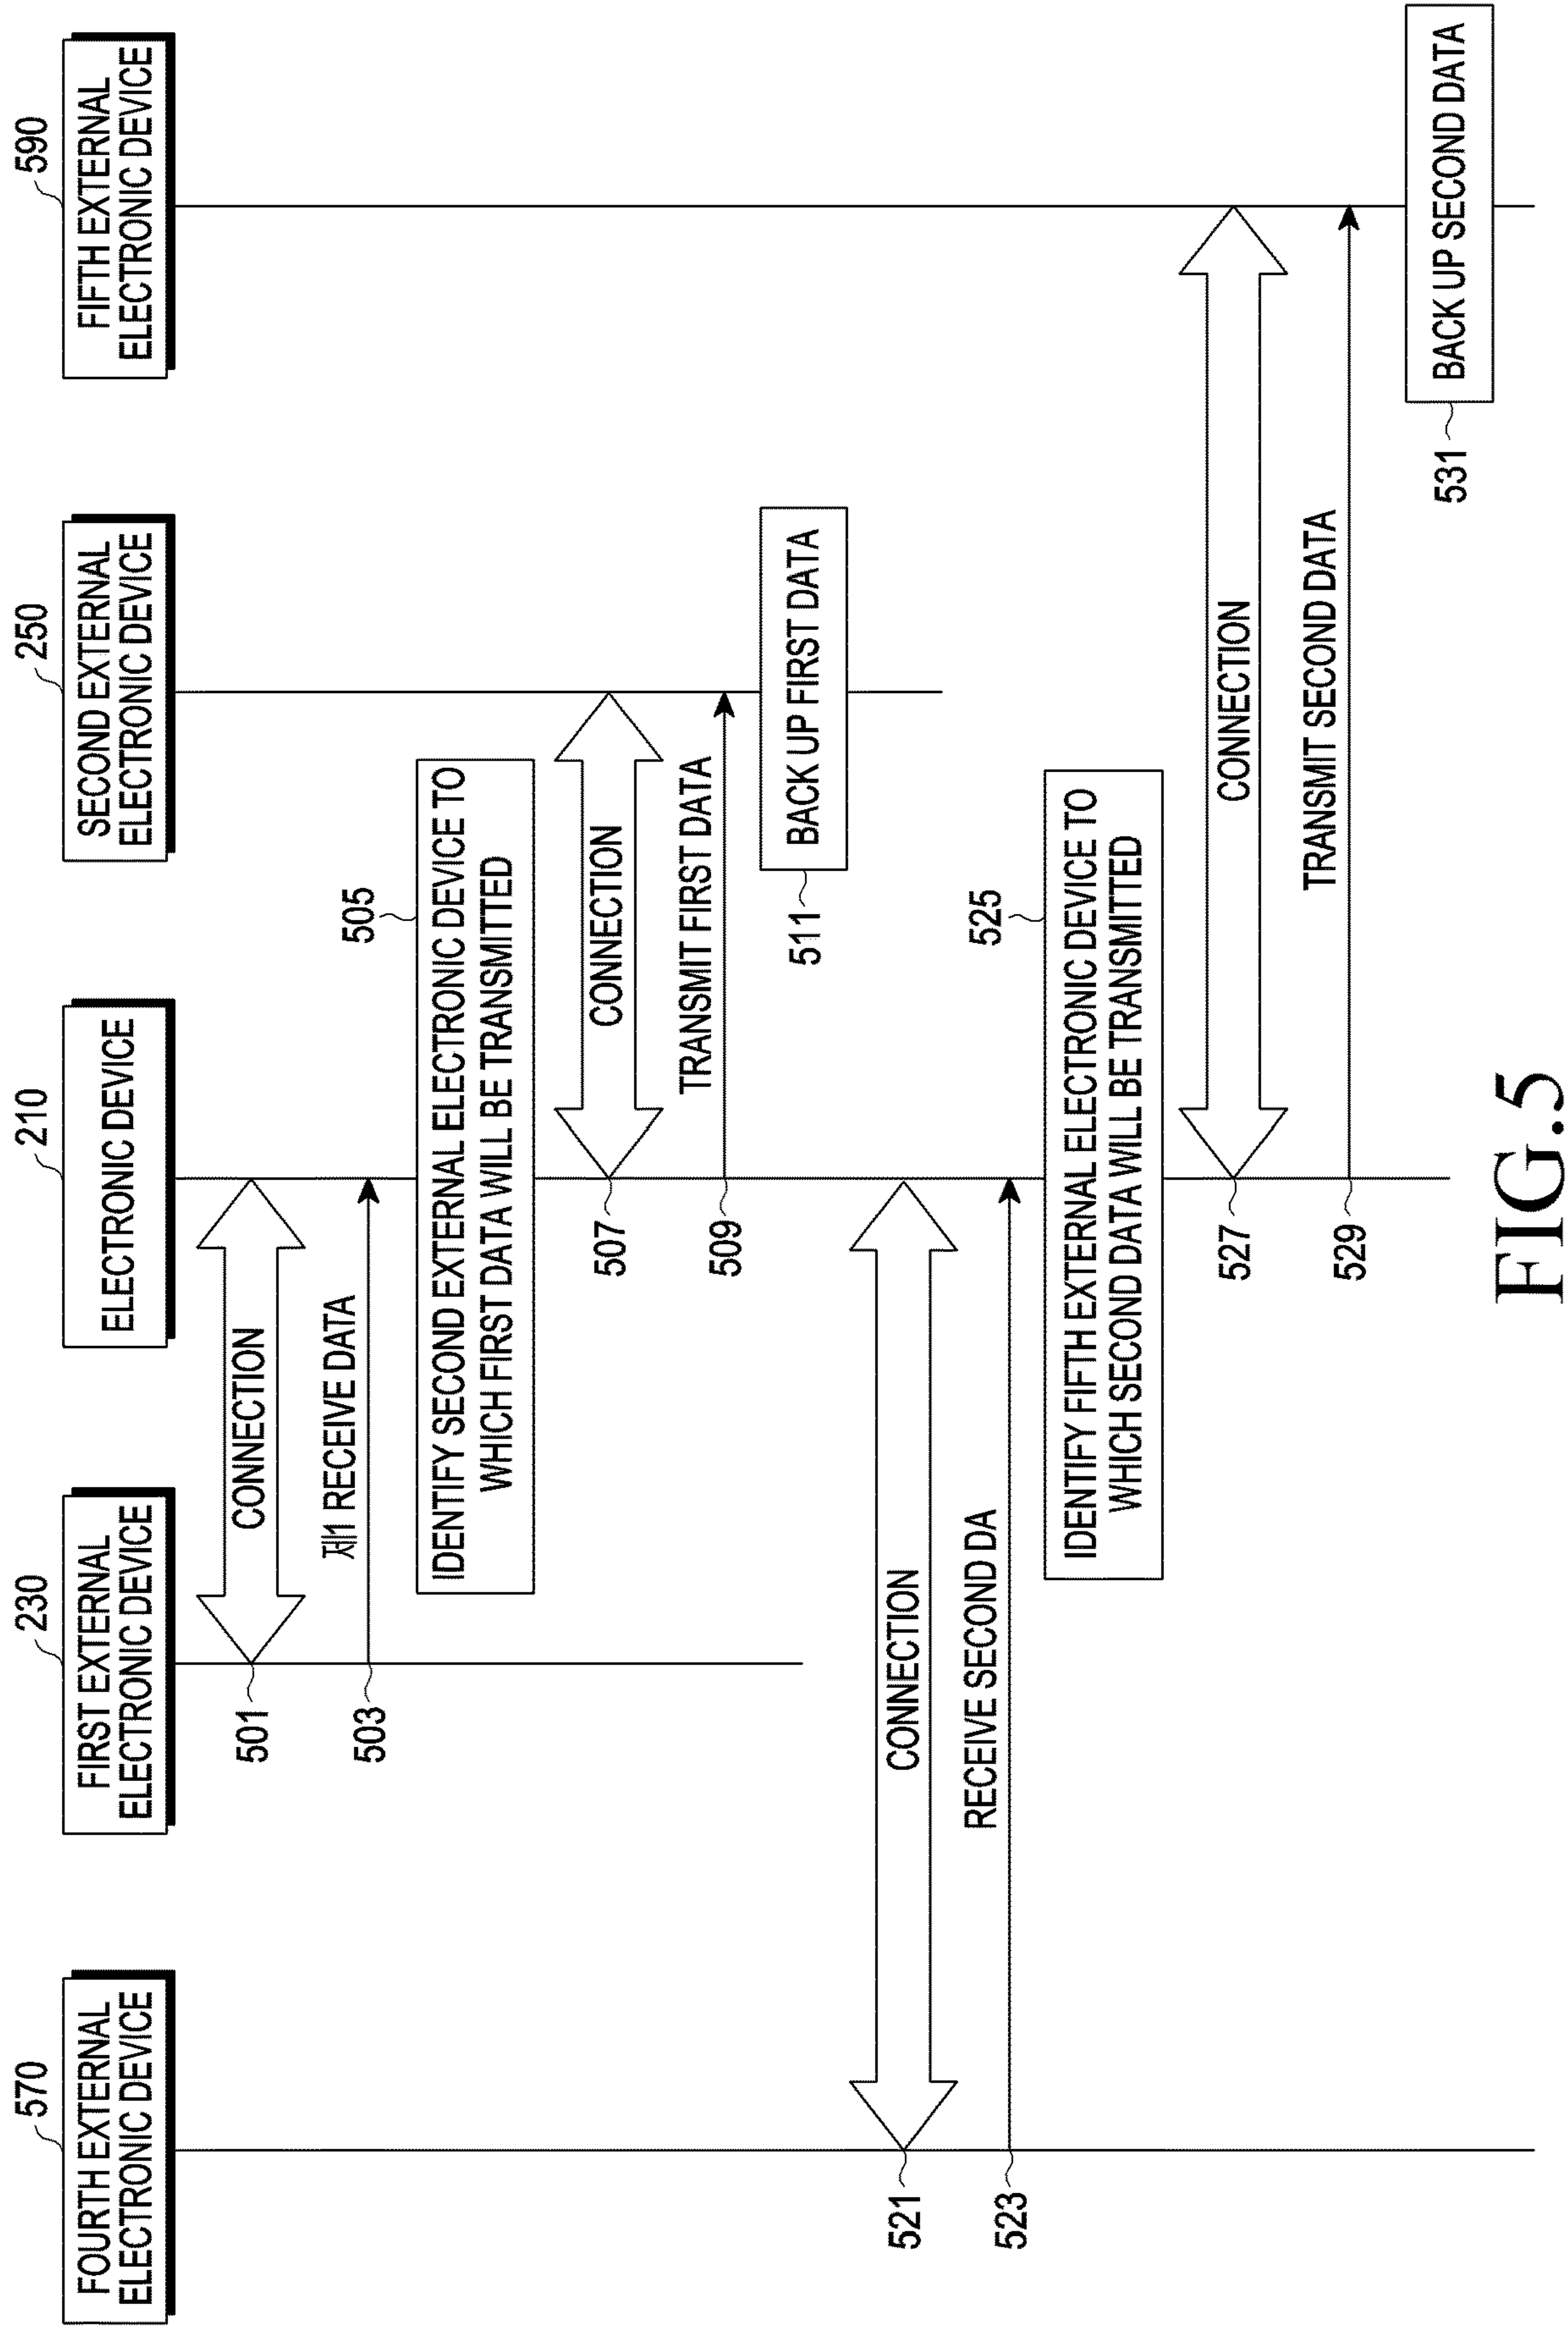 570
FOURTH EXTERNAL
ELECTRONIC DEVICE
230
FIRST EXTERNAL
ELECTRONIC DEVICE
210
ELECTRONIC DEVICE
250
SECOND EXTERNAL
ELECTRONIC DEVICE
590
FIFTH EXTERNAL
ELECTRONIC DEVICE
501
CONNECTION
제1 RECEIVE DATA
503
505
IDENTIFY SECOND EXTERNAL ELECTRONIC DEVICE TO
WHICH FIRST DATA WILL BE TRANSMITTED
CONNECTION
507
TRANSMIT FIRST DATA
509
511
BACK UP FIRST DATA
521
CONNECTION
RECEIVE SECOND DA
523
525
IDENTIFY FIFTH EXTERNAL ELECTRONIC DEVICE TO
WHICH SECOND DATA WILL BE TRANSMITTED
527
CONNECTION
TRANSMIT SECOND DATA
529
531
BACK UP SECOND DATA
FIG.5